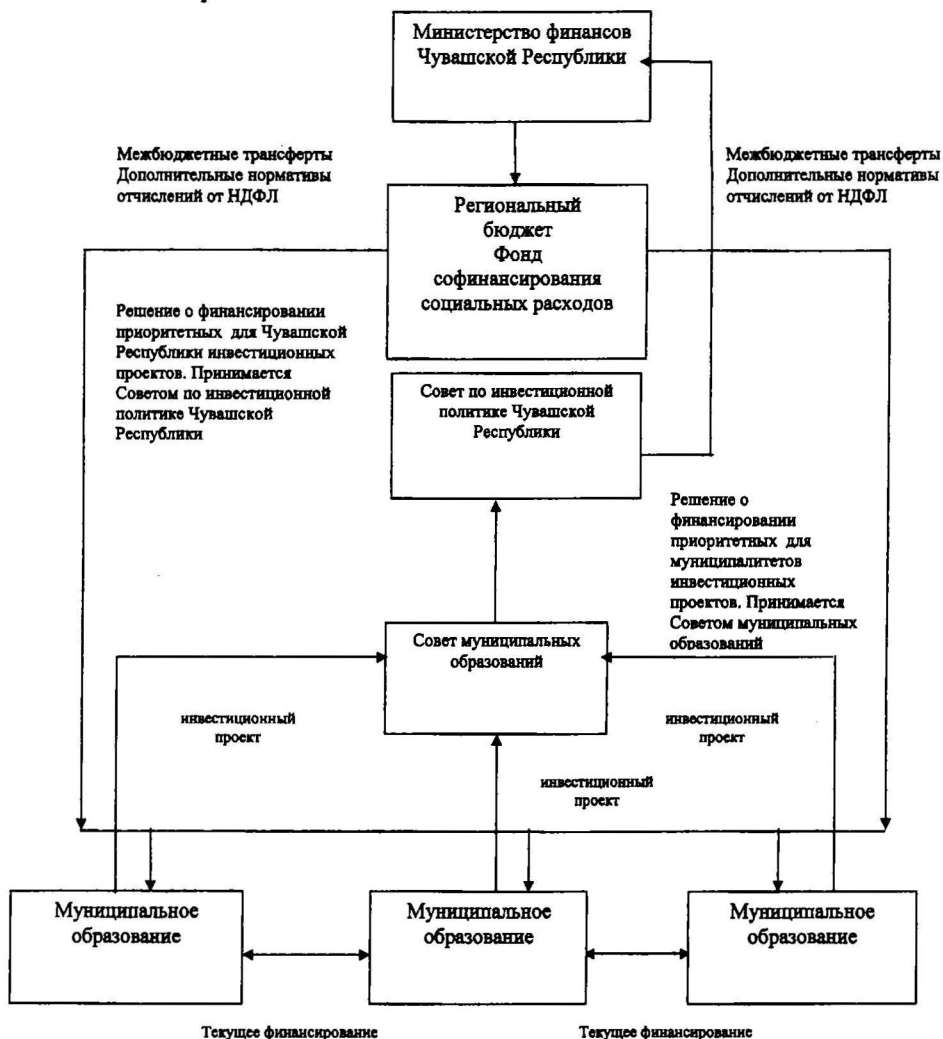 Министерство финансов
Чувашской Республики
Межбюджетные трансферты
Дополнительные нормативы
отчислений от НДФЛ
Межбюджетные трансферты
Дополнительные нормативы
отчислений от НДФЛ
Региональный
бюджет
Фонд
софинансирования
социальных расходов
Решение о финансировании
приоритетных для Чувашской
Республики инвестиционных
проектов. Принимается
Советом по инвестиционной
политике Чувашской
Республики
Совет по инвестиционной
политике Чувашской
Республики
Решение о
финансировании
приоритетных для
муниципалитетов
инвестиционных
проектов. Принимается
Советом муниципальных
образований
Совет муниципальных
образований
инвестиционный
проект
инвестиционный
проект
инвестиционный
проект
Муниципальное
образование
Муниципальное
образование
Муниципальное
образование
Текущее финансирование
Текущее финансирование